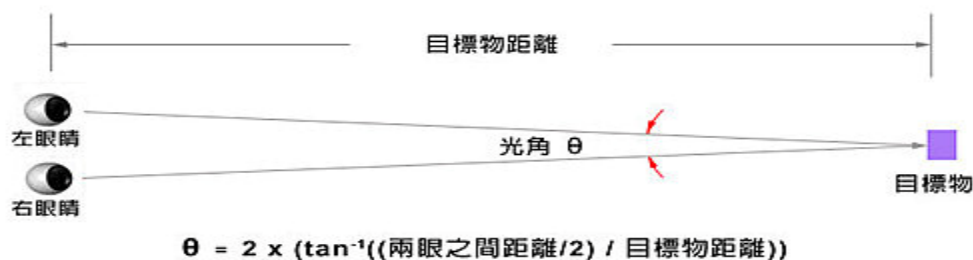 目標物距離
左眼睛
光角 θ
右眼睛
目標物
θ = 2 x (tan⁻¹((兩眼之間距離/2) / 目標物距離))